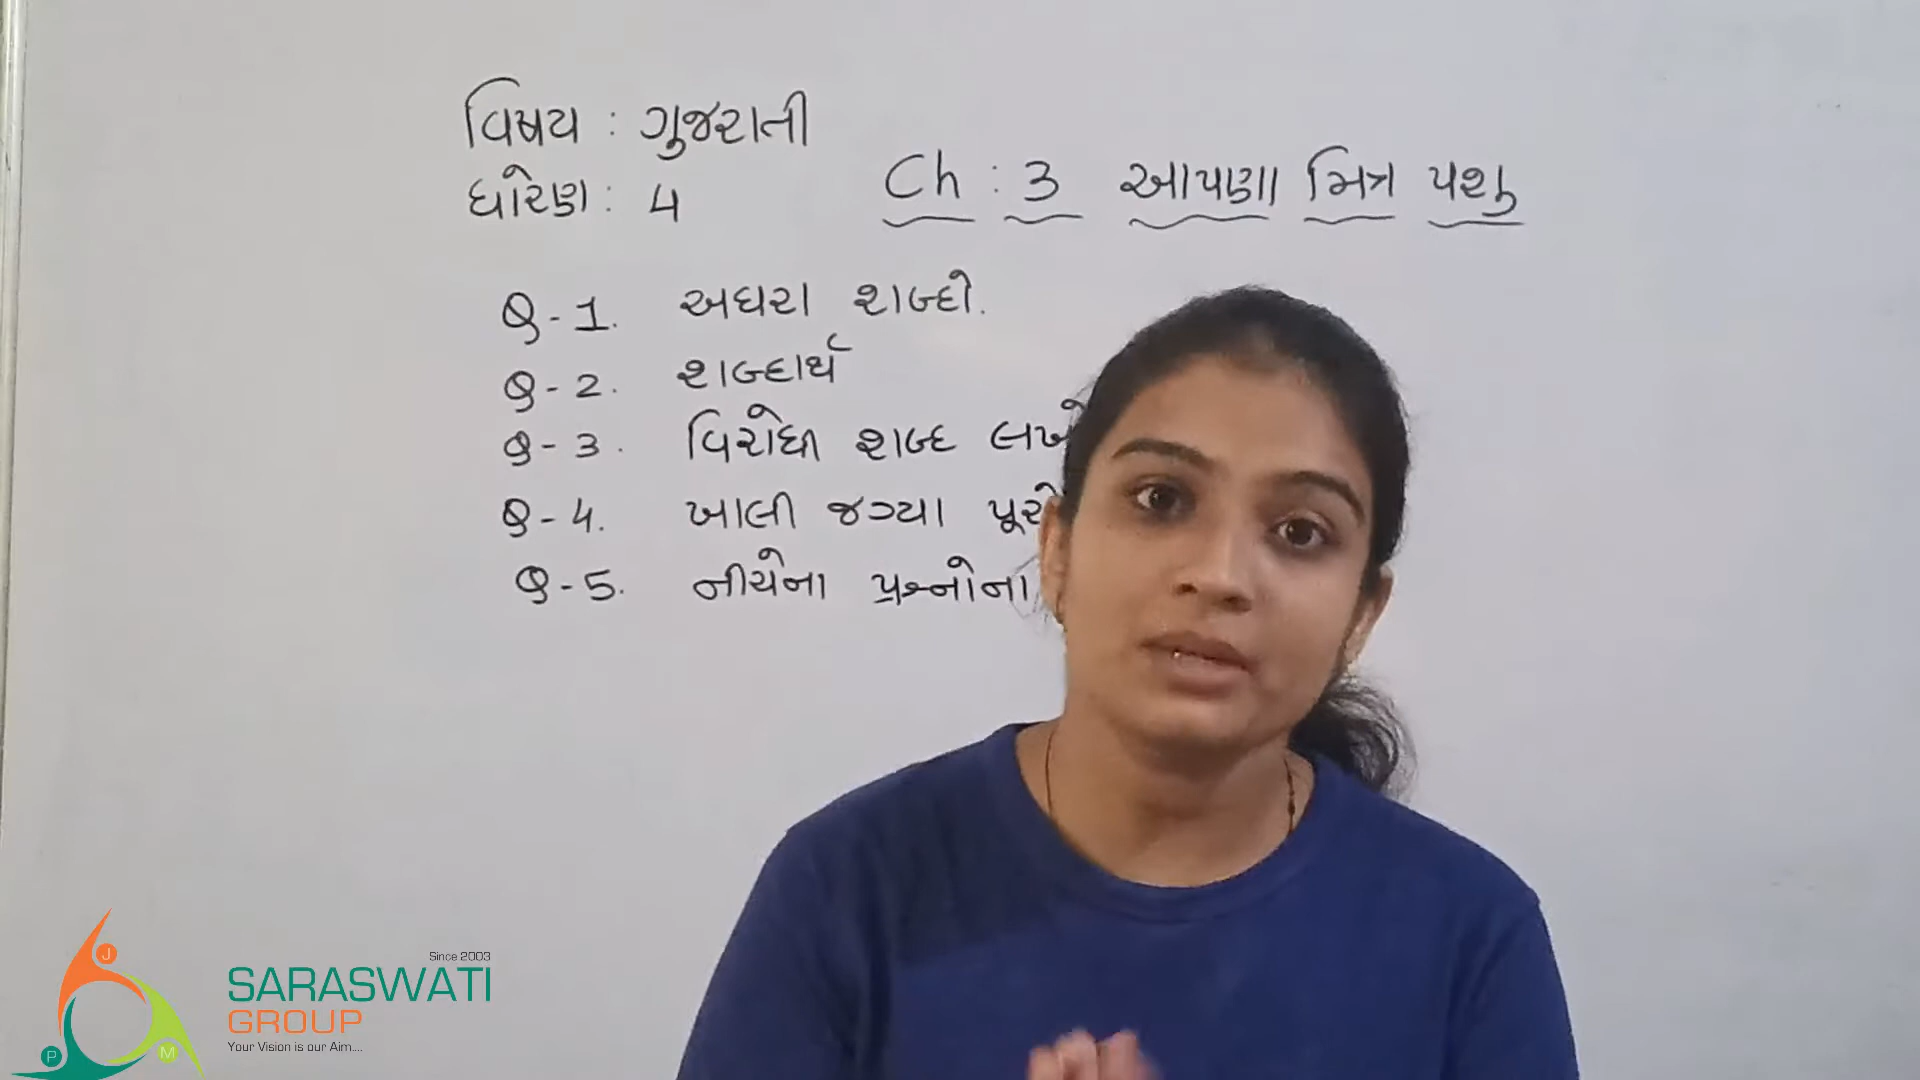 વિષય : ગુજરાતી
ધોરણ : 4
Ch : 3 આપણા મિત્ર પશુ
Q-1. અઘરા શબ્દો.
Q-2. શબ્દાર્થ
Q-3. વિરોધી શબ્દ લખો
Q-4. ખાલી જગ્યા પૂરો
Q-5. નીચેના પ્રશ્નોના
Since 2003
SARASWATI
GROUP
Your Vision is our Aim....
J
P
M